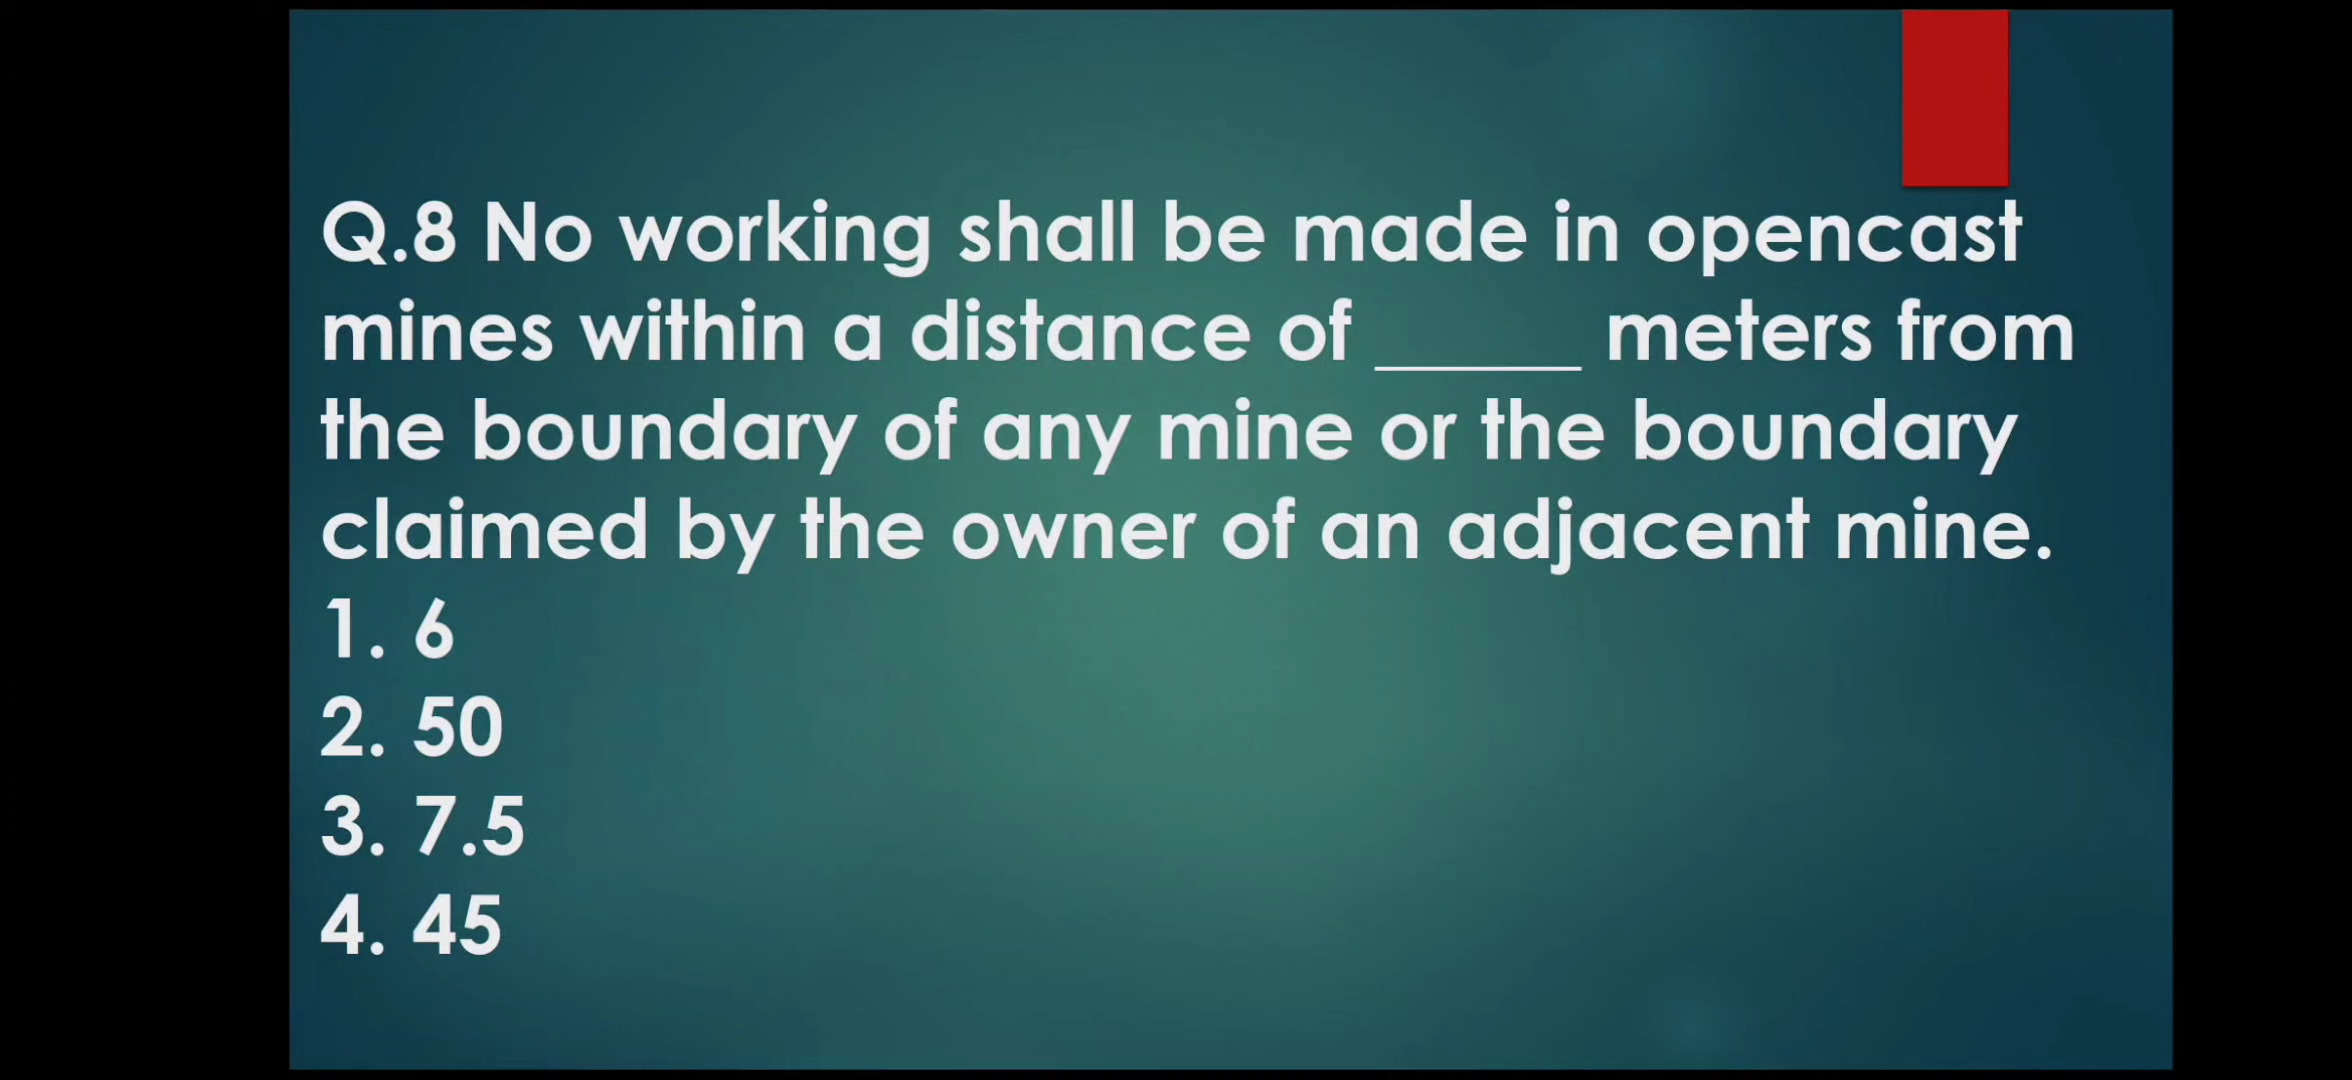 Q.8 No working shall be made in opencast
mines within a distance of ______ meters from
the boundary of any mine or the boundary
claimed by the owner of an adjacent mine.
1. 6
2. 50
3. 7.5
4. 45